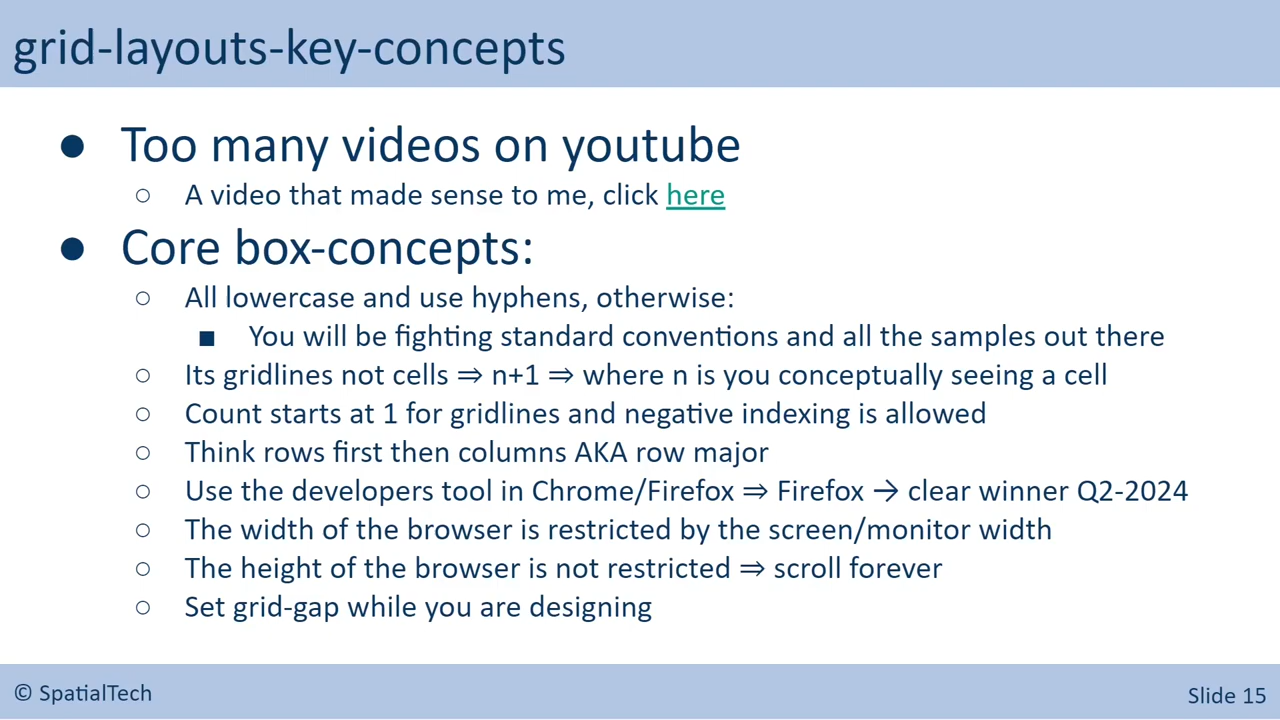 grid-layouts-key-concepts
● Too many videos on youtube
○ A video that made sense to me, click here
● Core box-concepts:
○ All lowercase and use hyphens, otherwise:
■ You will be fighting standard conventions and all the samples out there
○ Its gridlines not cells ⇒ n+1 ⇒ where n is you conceptually seeing a cell
○ Count starts at 1 for gridlines and negative indexing is allowed
○ Think rows first then columns AKA row major
○ Use the developers tool in Chrome/Firefox ⇒ Firefox → clear winner Q2-2024
○ The width of the browser is restricted by the screen/monitor width
○ The height of the browser is not restricted ⇒ scroll forever
○ Set grid-gap while you are designing
© SpatialTech
Slide 15